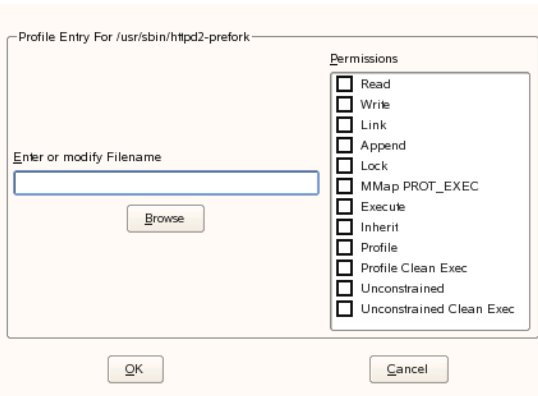 Profile Entry For /usr/sbin/httpd2-prefork
Permissions
Read
Write
Link
Append
Enter or modify Filename
Lock
MMap PROT_EXEC
Execute
Browse
Inherit
Profile
Profile Clean Exec
Unconstrained
Unconstrained Clean Exec
OK
Cancel